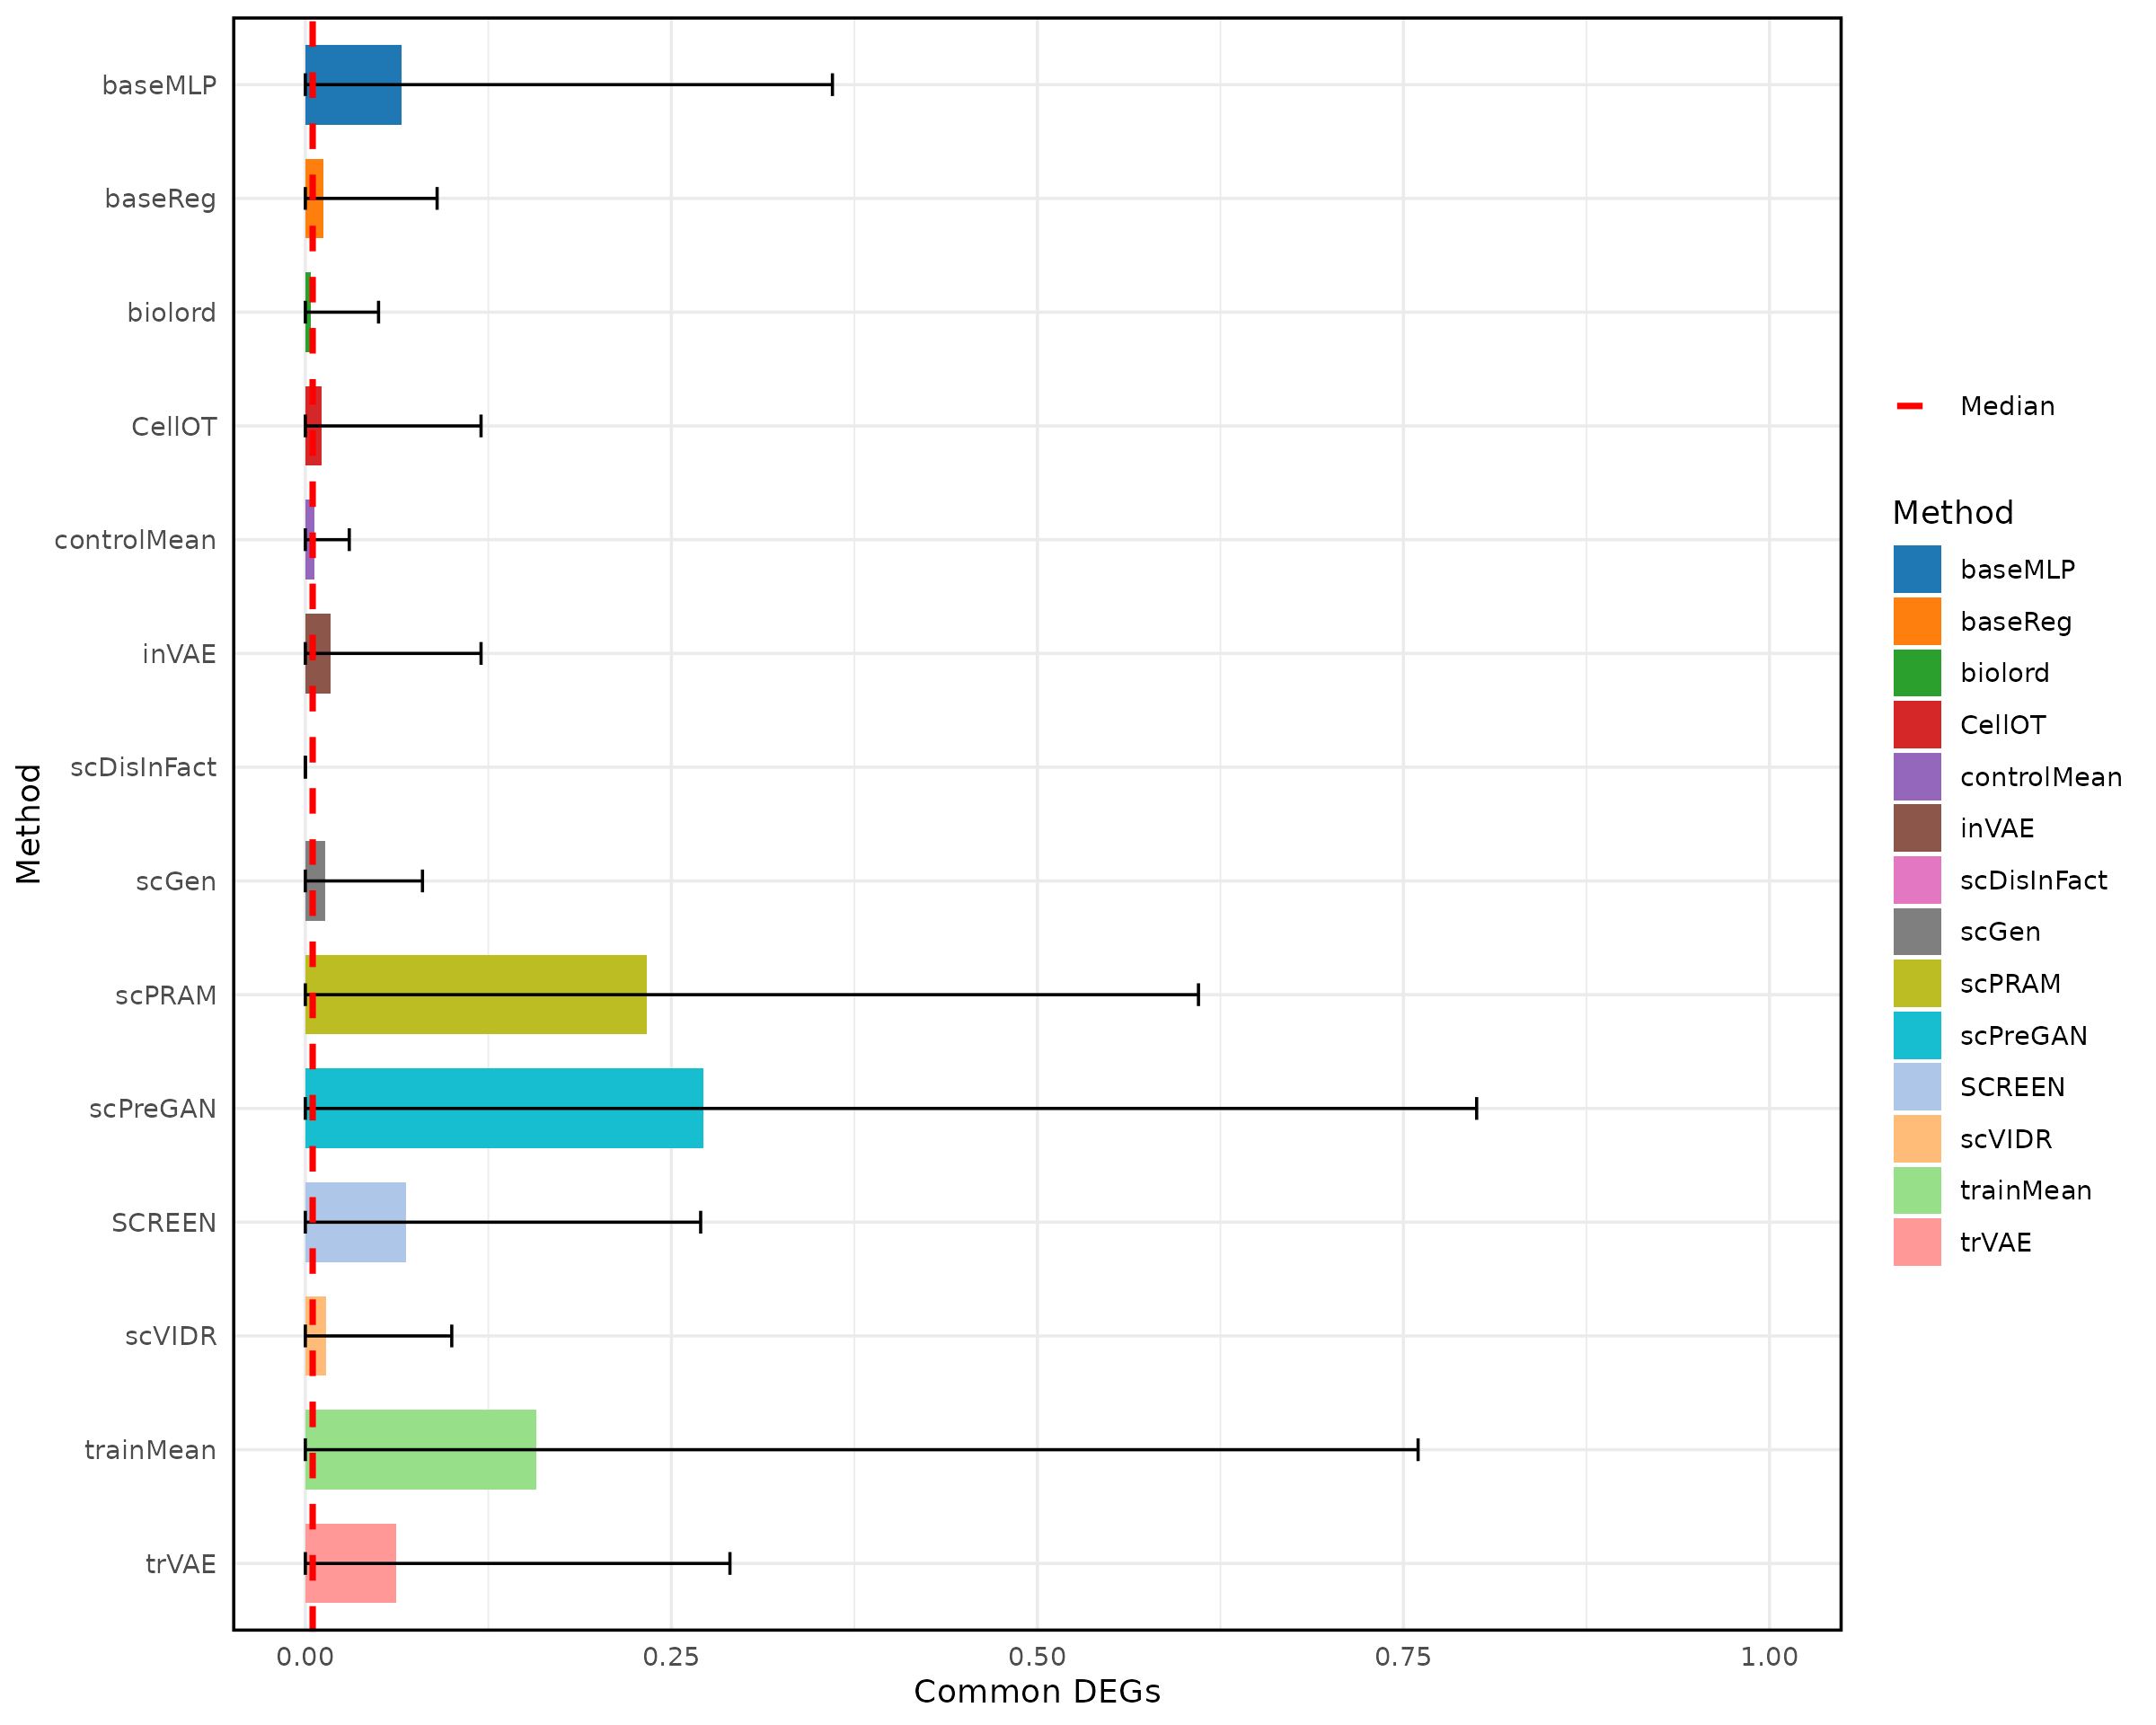 baseMLP
baseReg
biolord
CellOT
controlMean
inVAE
scDisInFact
scGen
scPRAM
scPreGAN
SCREEN
scVIDR
trainMean
trVAE
Method
0.00 0.25 0.50 0.75 1.00
Common DEGs
Median
Method
baseMLP
baseReg
biolord
CellOT
controlMean
inVAE
scDisInFact
scGen
scPRAM
scPreGAN
SCREEN
scVIDR
trainMean
trVAE